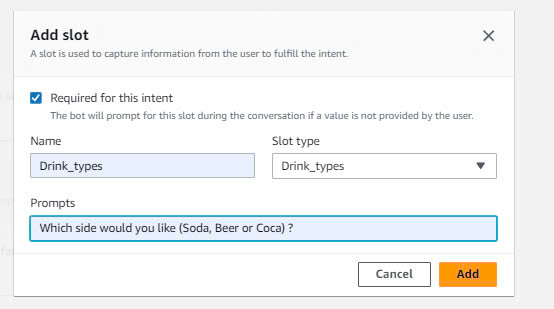 Add slot
A slot is used to capture information from the user to fulfill the intent.
Required for this intent
The bot will prompt for this slot during the conversation if a value is not provided by the user.
Name
Slot type
Drink_types
Drink_types
Prompts
Which side would you like (Soda, Beer or Coca) ?
Cancel
Add